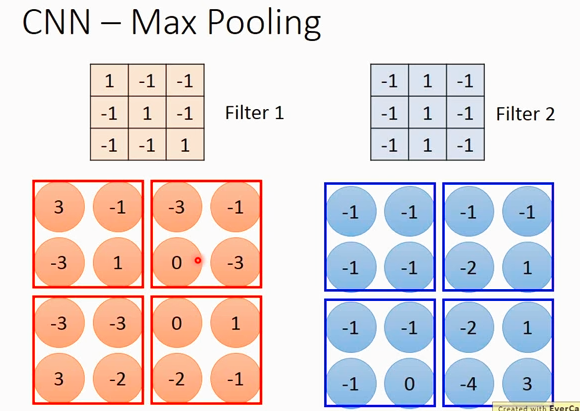 CNN – Max Pooling
1 -1 -1
-1 1 -1
-1 -1 1
Filter 1
-1 1 -1
-1 1 -1
-1 1 -1
Filter 2
3 -1 -3 -1
-3 1 0 -3
-3 -3 0 1
3 -2 -2 -1
-1 -1 -1 -1
-1 -1 -2 1
-1 -1 -2 1
-1 0 -4 3
Created with EverCa